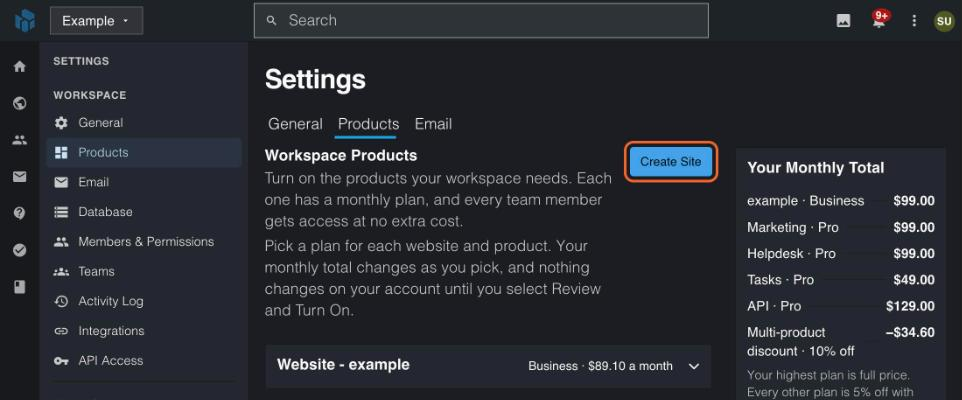 Example
Search
9+
SU
SETTINGS
WORKSPACE
General
Products
Email
Database
Members & Permissions
Teams
Activity Log
Integrations
API Access
Settings
General Products Email
Workspace Products
Turn on the products your workspace needs. Each
one has a monthly plan, and every team member
gets access at no extra cost.
Pick a plan for each website and product. Your
monthly total changes as you pick, and nothing
changes on your account until you select Review
and Turn On.
Create Site
Website - example
Business · $89.10 a month
Your Monthly Total
example · Business $99.00
Marketing · Pro $99.00
Helpdesk · Pro $99.00
Tasks · Pro $49.00
API · Pro $129.00
Multi-product −$34.60
discount · 10% off
Your highest plan is full price.
Every other plan is 5% off with